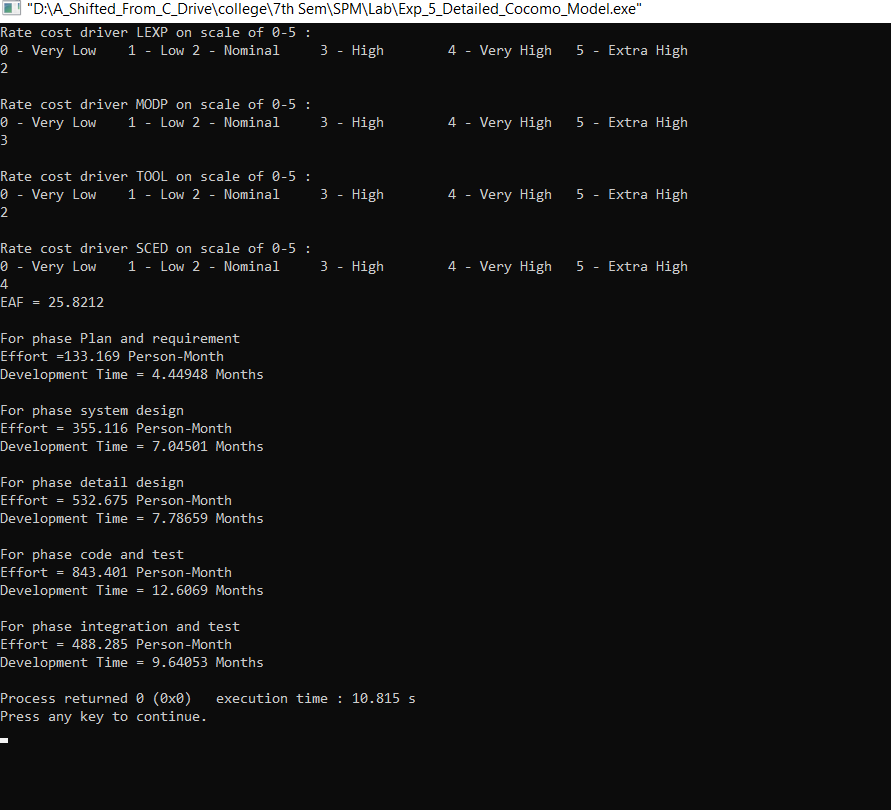 "D:\A_Shifted_From_C_Drive\college\7th Sem\SPM\Lab\Exp_5_Detailed_Cocomo_Model.exe"
Rate cost driver LEXP on scale of 0-5 :
0 - Very Low    1 - Low 2 - Nominal     3 - High        4 - Very High   5 - Extra High
2
Rate cost driver MODP on scale of 0-5 :
0 - Very Low    1 - Low 2 - Nominal     3 - High        4 - Very High   5 - Extra High
3
Rate cost driver TOOL on scale of 0-5 :
0 - Very Low    1 - Low 2 - Nominal     3 - High        4 - Very High   5 - Extra High
2
Rate cost driver SCED on scale of 0-5 :
0 - Very Low    1 - Low 2 - Nominal     3 - High        4 - Very High   5 - Extra High
4
EAF = 25.8212
For phase Plan and requirement
Effort =133.169 Person-Month
Development Time = 4.44948 Months
For phase system design
Effort = 355.116 Person-Month
Development Time = 7.04501 Months
For phase detail design
Effort = 532.675 Person-Month
Development Time = 7.78659 Months
For phase code and test
Effort = 843.401 Person-Month
Development Time = 12.6069 Months
For phase integration and test
Effort = 488.285 Person-Month
Development Time = 9.64053 Months
Process returned 0 (0x0)   execution time : 10.815 s
Press any key to continue.